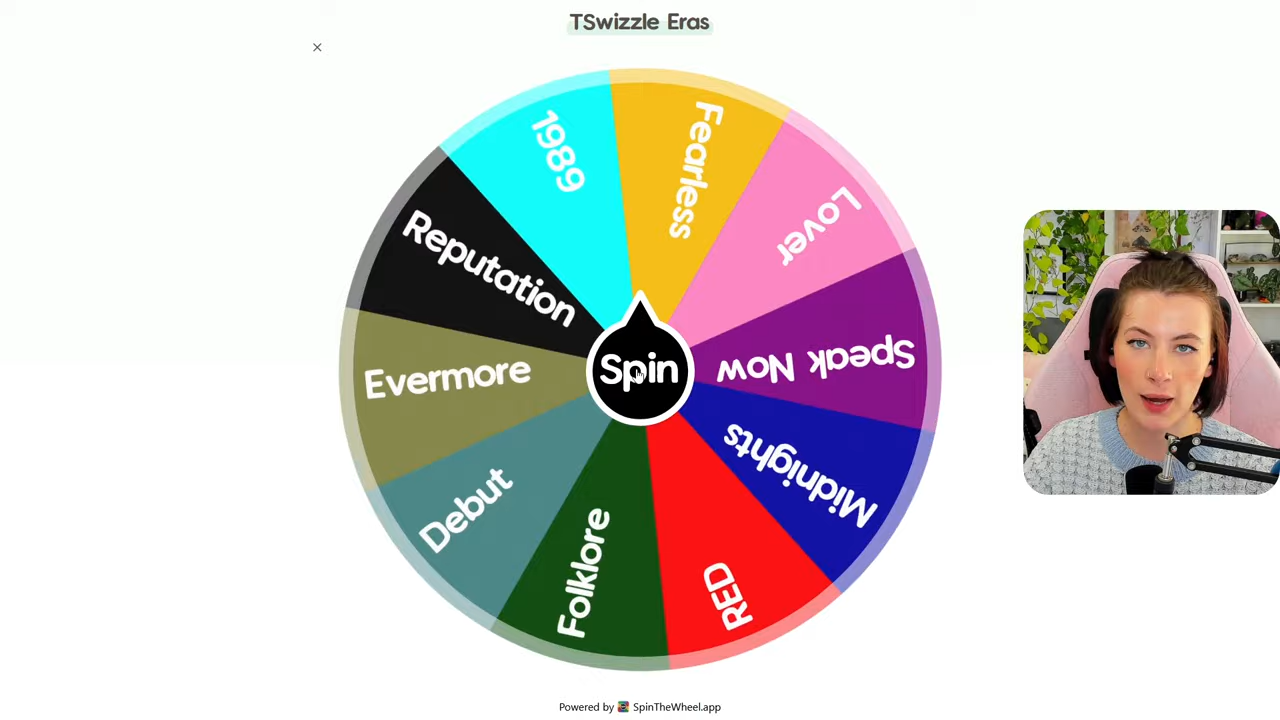 TSwizzle Eras
×
1989
Fearless
Lover
Reputation
Speak Now
Evermore
Spin
Midnights
Debut
Folklore
RED
Powered by SpinTheWheel.app